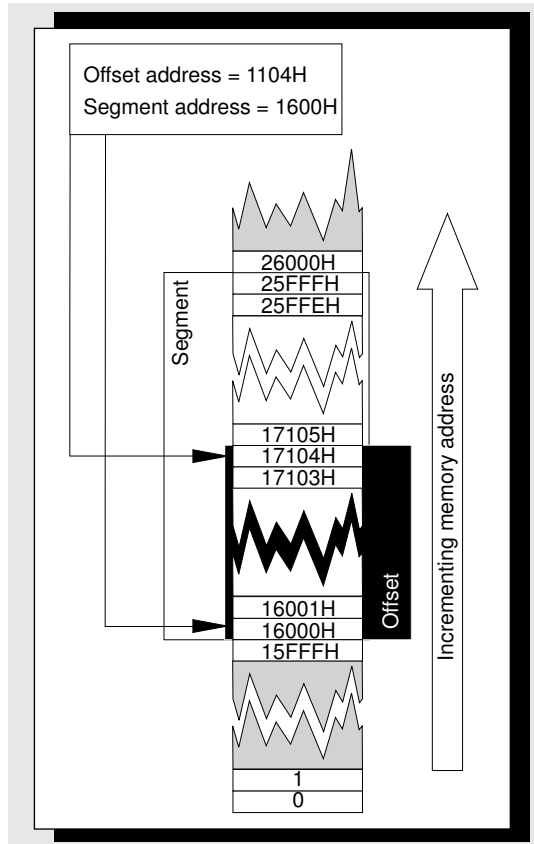 Offset address = 1104H
Segment address = 1600H
26000H
25FFFH
25FFEH
Segment
17105H
17104H
17103H
Incrementing memory address
16001H
16000H
15FFFH
Offset
1
0